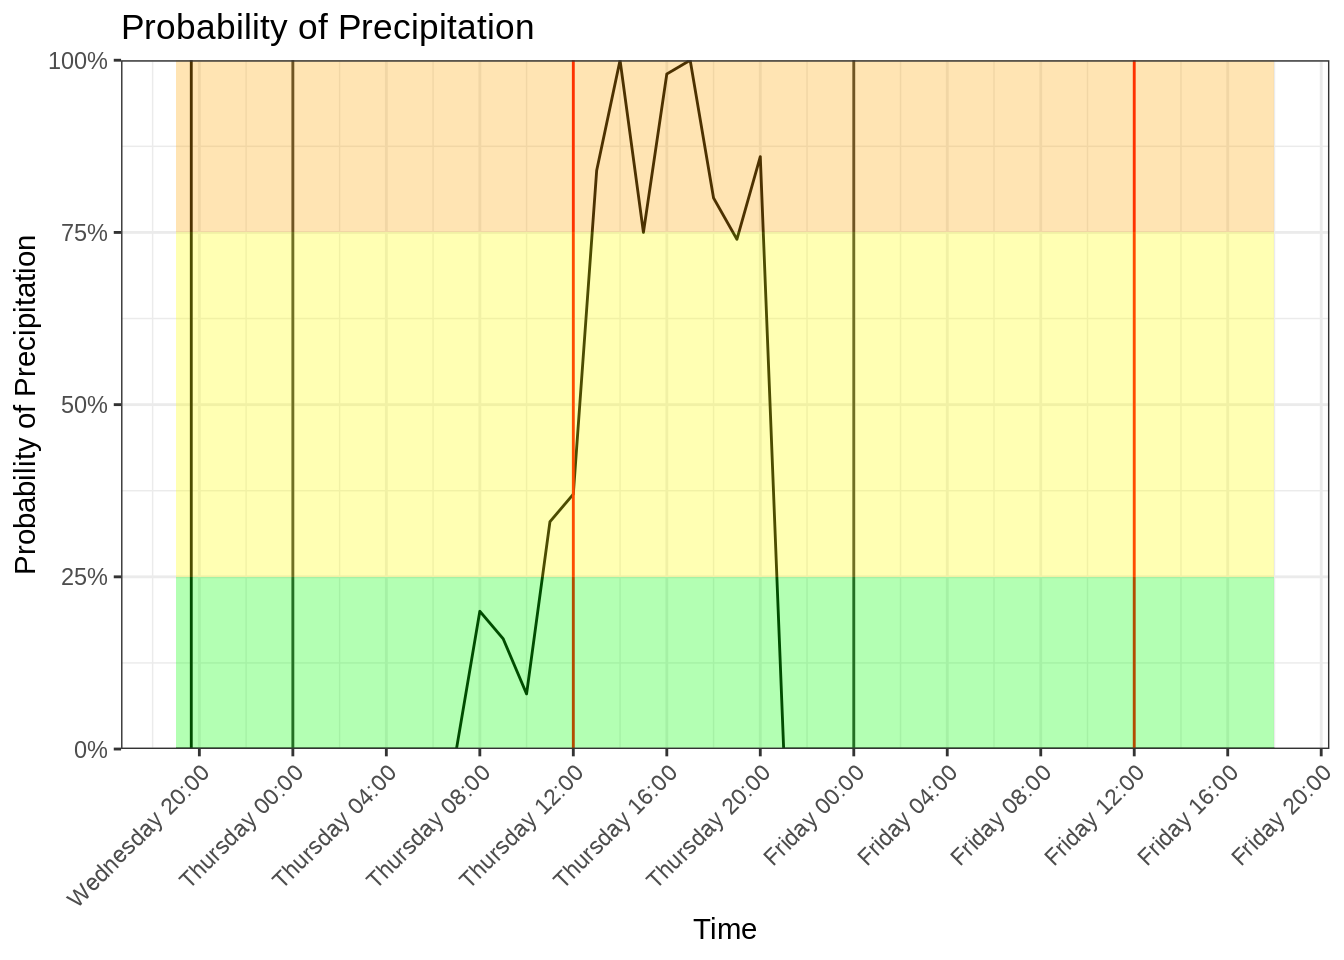 Probability of Precipitation
Probability of Precipitation
100%
75%
50%
25%
0%
Wednesday 20:00
Thursday 00:00
Thursday 04:00
Thursday 08:00
Thursday 12:00
Thursday 16:00
Thursday 20:00
Friday 00:00
Friday 04:00
Friday 08:00
Friday 12:00
Friday 16:00
Friday 20:00
Time